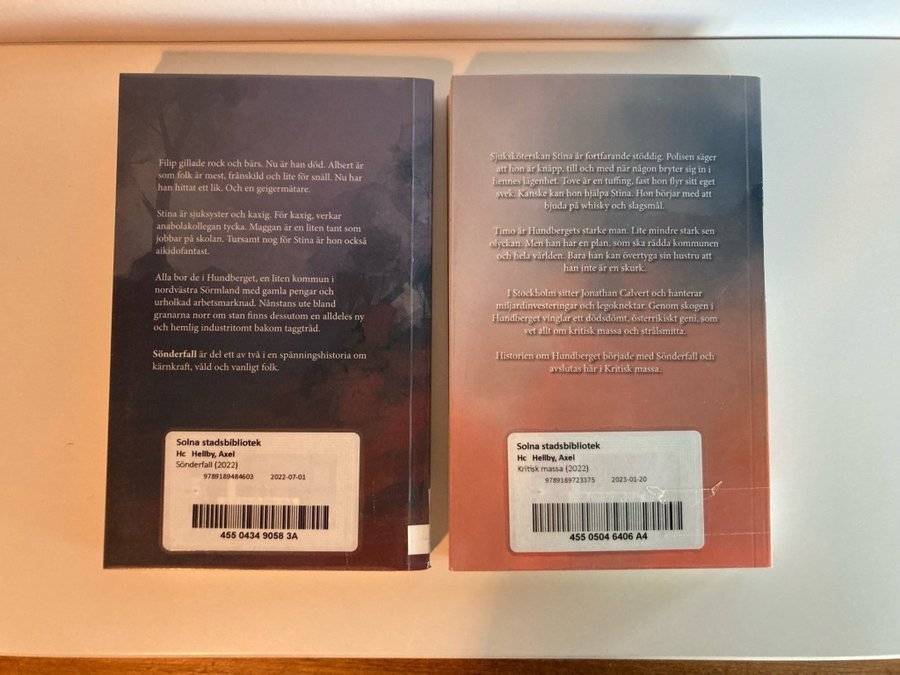 Filip gillade rock och bärs. Nu är han död. Albert är
som folk är mest, frånskild och lite för snäll. Nu har
han hittat ett lik. Och en geigermätare.
Stina är sjuksyster och kaxig. För kaxig, verkar
anabolakollegan tycka. Maggan är en liten tant som
jobbar på skolan. Tursamt nog för Stina är hon också
aikidofantast.
Alla bor de i Hundberget, en liten kommun i
nordvästra Sörmland med gamla pengar och
urholkad arbetsmarknad. Nånstans ute bland
granarna norr om stan finns dessutom en alldeles ny
och hemlig industritomt bakom taggtråd.
Sönderfall är del ett av två i en spänningshistoria om
kärnkraft, våld och vanligt folk.
Solna stadsbibliotek
Hc Hellby, Axel
Sönderfall (2022)
9789189484603 2022-07-01
455 0434 9058 3A
Sjuksköterskan Stina är fortfarande stöddig. Polisen säger
att hon är knäpp, till och med när någon bryter sig in i
hennes lägenhet. Tove är en tuffing, fast hon flyr sitt eget
svek. Kanske kan hon hjälpa Stina. Hon börjar med att
bjuda på whisky och slagsmål.
Timo är Hundbergets starke man. Lite mindre stark sen
olyckan. Men han har en plan, som ska rädda kommunen
och hela världen. Bara han kan övertyga sin hustru att
han inte är en skurk.
I Stockholm sitter Jonathan Calvert och hanterar
miljardinvesteringar och legoknektar. Genom skogen i
Hundberget vinglar ett dödsdömt, österrikiskt geni, som
vet allt om kritisk massa och strålsmitta.
Historien om Hundberget började med Sönderfall och
avslutas här i Kritisk massa.
Solna stadsbibliotek
Hc Hellby, Axel
Kritisk massa (2022)
9789189723375 2023-01-20
455 0504 6406 A4